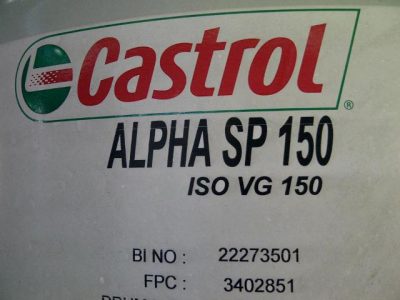 Castrol®
ALPHA SP 150
ISO VG 150
BI NO : 22273501
FPC : 3402851